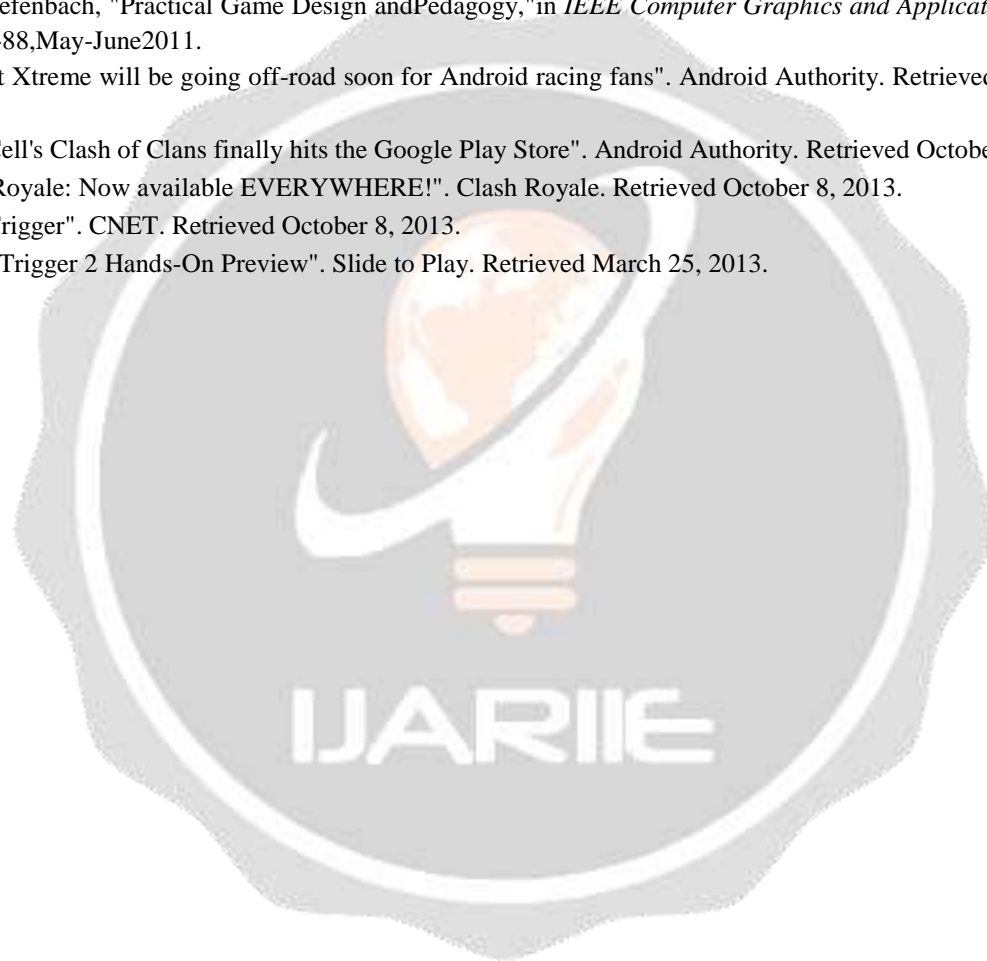 efenbach, "Practical Game Design andPedagogy,"in IEEE Computer Graphics and Applicat
-88,May-June2011.
t Xtreme will be going off-road soon for Android racing fans". Android Authority. Retrieved
ell's Clash of Clans finally hits the Google Play Store". Android Authority. Retrieved Octobe
Royale: Now available EVERYWHERE!". Clash Royale. Retrieved October 8, 2013.
rigger". CNET. Retrieved October 8, 2013.
Trigger 2 Hands-On Preview". Slide to Play. Retrieved March 25, 2013.
IJARIIE